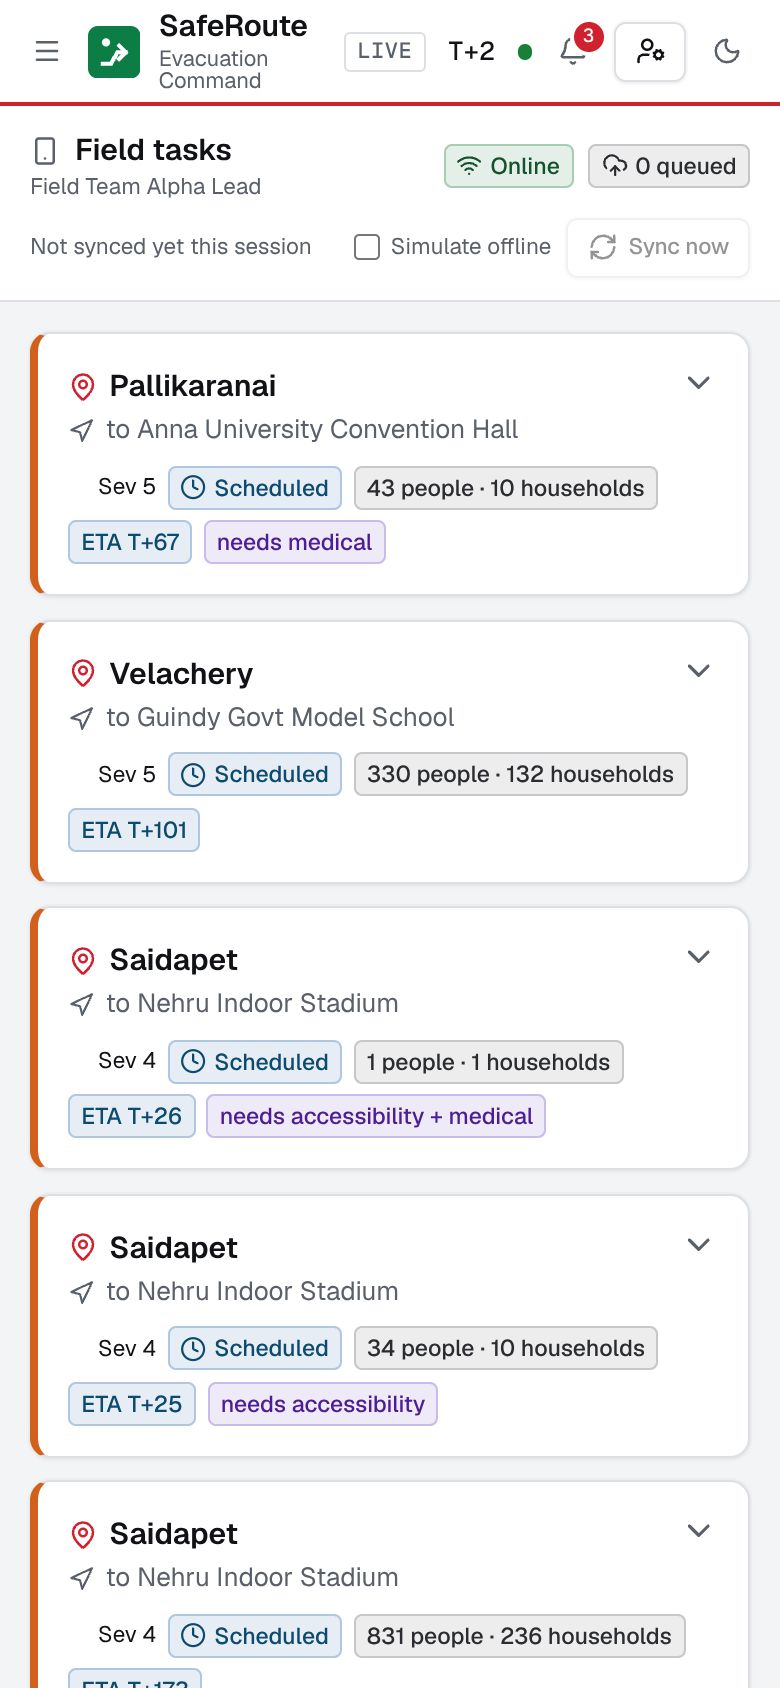 SafeRoute
Evacuation
Command
LIVE
T+2
3
Field tasks
Field Team Alpha Lead
Online
0 queued
Not synced yet this session
Simulate offline
Sync now
Pallikaranai
to Anna University Convention Hall
Sev 5 Scheduled 43 people · 10 households
ETA T+67 needs medical
Velachery
to Guindy Govt Model School
Sev 5 Scheduled 330 people · 132 households
ETA T+101
Saidapet
to Nehru Indoor Stadium
Sev 4 Scheduled 1 people · 1 households
ETA T+26 needs accessibility + medical
Saidapet
to Nehru Indoor Stadium
Sev 4 Scheduled 34 people · 10 households
ETA T+25 needs accessibility
Saidapet
to Nehru Indoor Stadium
Sev 4 Scheduled 831 people · 236 households
ETA